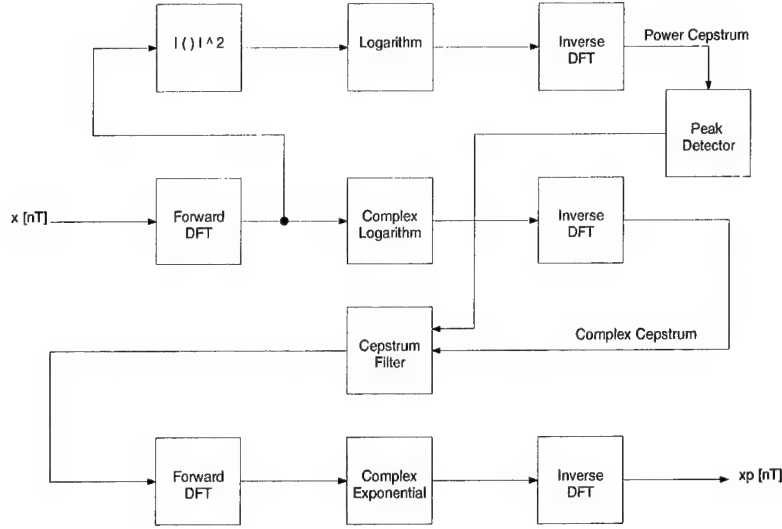 | ( ) | ^ 2
Logarithm
Inverse
DFT
Power Cepstrum
Peak
Detector
x [nT]
Forward
DFT
Complex
Logarithm
Inverse
DFT
Cepstrum
Filter
Complex Cepstrum
Forward
DFT
Complex
Exponential
Inverse
DFT
xp [nT]